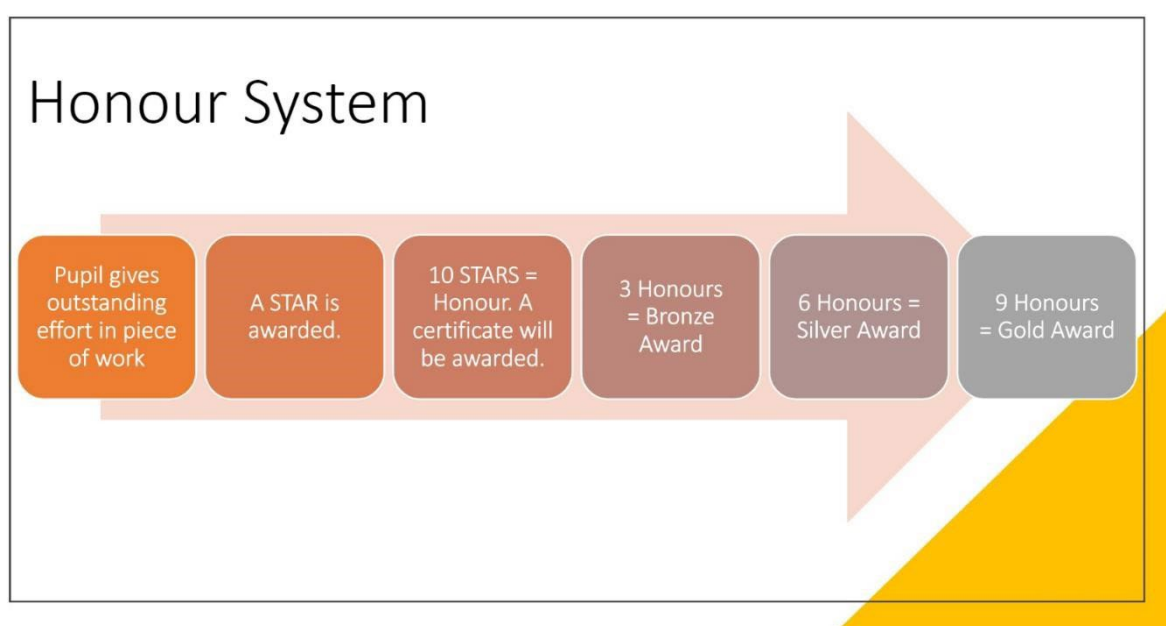 Honour System
Pupil gives
outstanding
effort in piece
of work
A STAR is
awarded.
10 STARS =
Honour. A
certificate will
be awarded.
3 Honours
= Bronze
Award
6 Honours =
Silver Award
9 Honours
= Gold Award